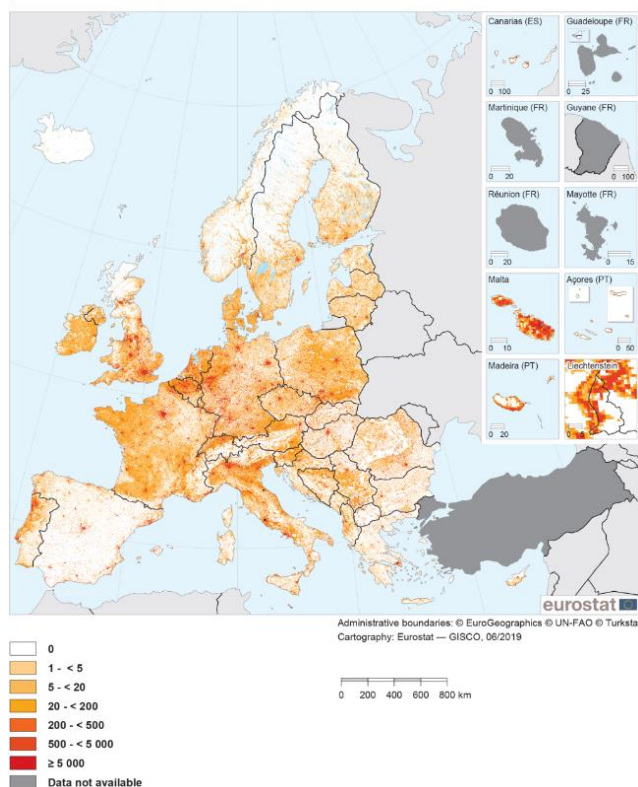 Canarias (ES)
0 100
Guadeloupe (FR)
0 25
Martinique (FR)
0 20
Guyane (FR)
0 100
Réunion (FR)
0 20
Mayotte (FR)
0 15
Malta
0 10
Açores (PT)
0 50
Madeira (PT)
0 20
Liechtenstein
eurostat
Administrative boundaries: © EuroGeographics © UN-FAO © Turksta
Cartography: Eurostat — GISCO, 06/2019
0
1 - < 5
5 - < 20
20 - < 200
200 - < 500
500 - < 5 000
≥ 5 000
Data not available
0 200 400 600 800 km